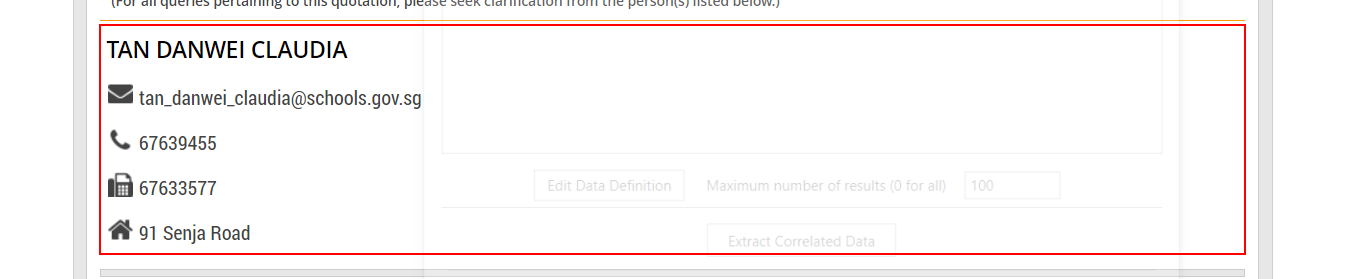 (For all queries pertaining to this quotation, please seek clarification from the person(s) listed below.)
TAN DANWEI CLAUDIA
tan_danwei_claudia@schools.gov.sg
67639455
67633577
Edit Data Definition Maximum number of results (0 for all) 100
91 Senja Road
Extract Correlated Data